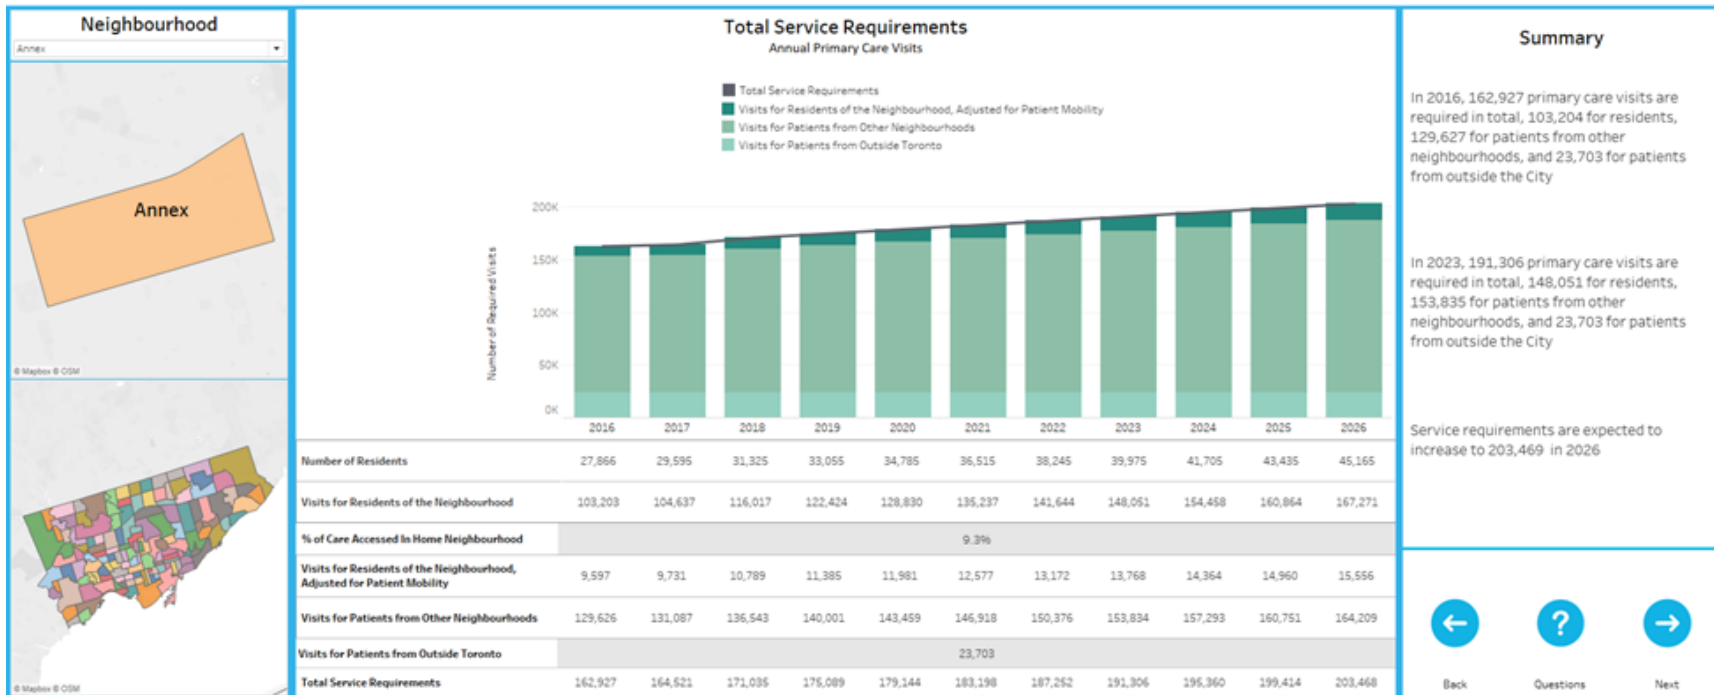 Neighbourhood
Annex
Annex
© Mapbox © OSM
© Mapbox © OSM
Total Service Requirements
Annual Primary Care Visits
Total Service Requirements
Visits for Residents of the Neighbourhood, Adjusted for Patient Mobility
Visits for Patients from Other Neighbourhoods
Visits for Patients from Outside Toronto
Number of Required Visits
200K
150K
100K
50K
0K
2016 2017 2018 2019 2020 2021 2022 2023 2024 2025 2026
Number of Residents 27,866 29,595 31,325 33,055 34,785 36,515 38,245 39,975 41,705 43,435 45,165
Visits for Residents of the Neighbourhood 103,203 104,637 116,017 122,424 128,830 135,237 141,644 148,051 154,458 160,864 167,271
% of Care Accessed In Home Neighbourhood 9.3%
Visits for Residents of the Neighbourhood,
Adjusted for Patient Mobility 9,597 9,731 10,789 11,385 11,981 12,577 13,172 13,768 14,364 14,960 15,556
Visits for Patients from Other Neighbourhoods 129,626 131,087 136,543 140,001 143,459 146,918 150,376 153,834 157,293 160,751 164,209
Visits for Patients from Outside Toronto 23,703
Total Service Requirements 162,927 164,521 171,035 175,089 179,144 183,198 187,252 191,306 195,360 199,414 203,468
Summary
In 2016, 162,927 primary care visits are
required in total, 103,204 for residents,
129,627 for patients from other
neighbourhoods, and 23,703 for patients
from outside the City
In 2023, 191,306 primary care visits are
required in total, 148,051 for residents,
153,835 for patients from other
neighbourhoods, and 23,703 for patients
from outside the City
Service requirements are expected to
increase to 203,469 in 2026
?
Back Questions Next